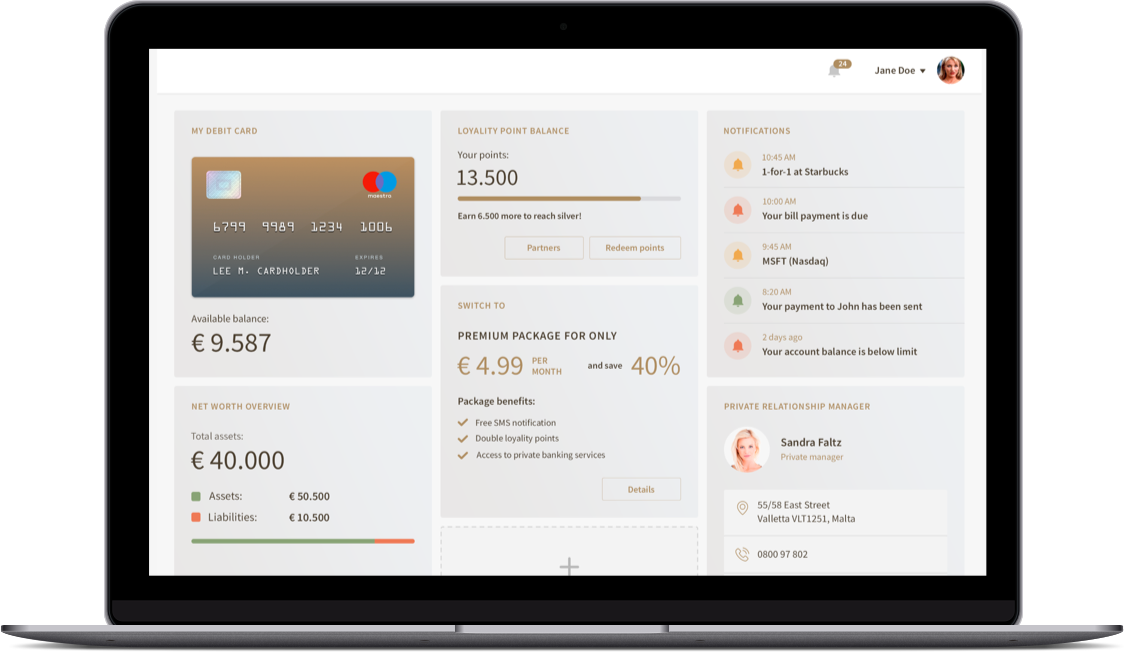 24
Jane Doe
MY DEBIT CARD
maestro
6799 9989 1234 1006
CARD HOLDER
EXPIRES
LEE M. CARDHOLDER
12/12
Available balance:
€ 9.587
NET WORTH OVERVIEW
Total assets:
€ 40.000
Assets: € 50.500
Liabilities: € 10.500
LOYALITY POINT BALANCE
Your points:
13.500
Earn 6.500 more to reach silver!
Partners
Redeem points
SWITCH TO
PREMIUM PACKAGE FOR ONLY
€ 4.99 PER MONTH and save 40%
Package benefits:
Free SMS notification
Double loyality points
Access to private banking services
Details
NOTIFICATIONS
10:45 AM
1-for-1 at Starbucks
10:00 AM
Your bill payment is due
9:45 AM
MSFT (Nasdaq)
8:20 AM
Your payment to John has been sent
2 days ago
Your account balance is below limit
PRIVATE RELATIONSHIP MANAGER
Sandra Faltz
Private manager
55/58 East Street
Valletta VLT1251, Malta
0800 97 802